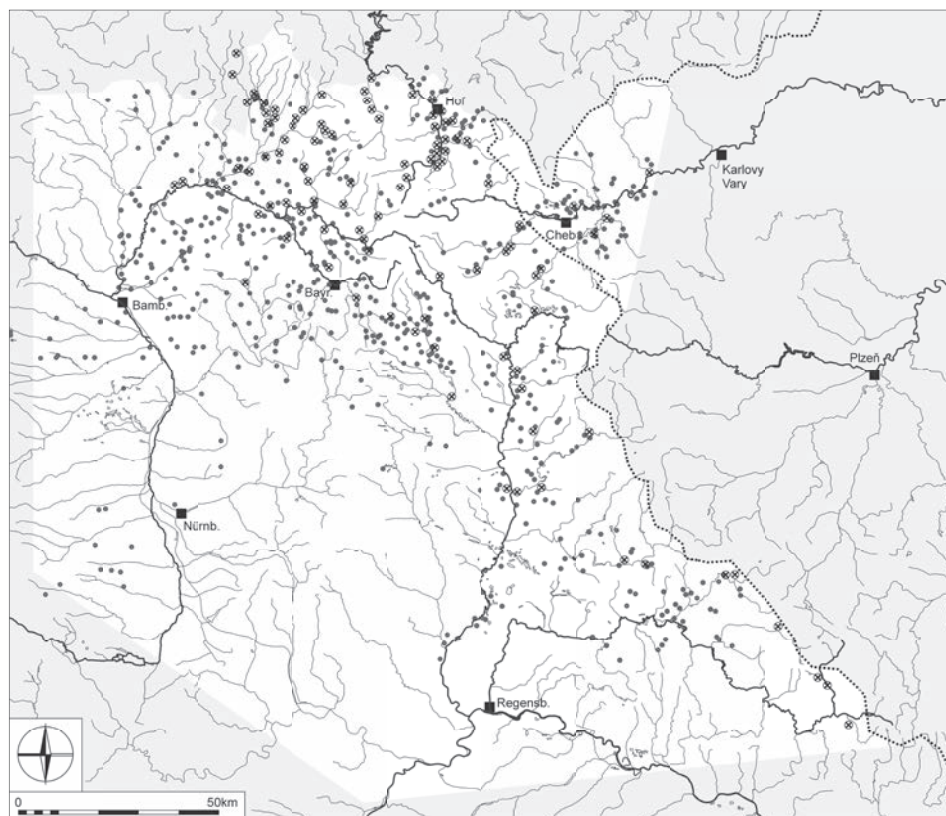 Hof
Karlovy
Vary
Cheb
Bayr.
Bamb.
Plzeň
Nürnb.
Regensb.
0 50km